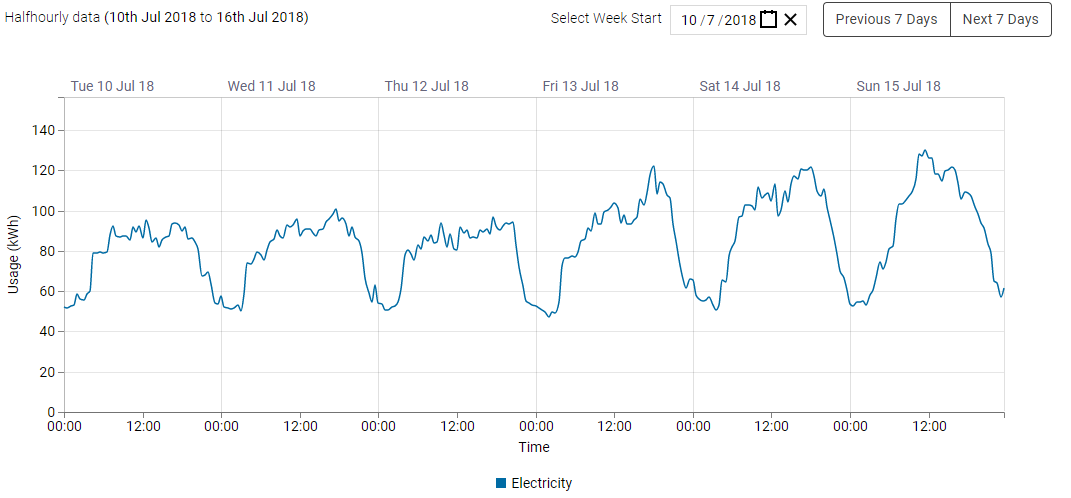 Halfhourly data (10th Jul 2018 to 16th Jul 2018)
Select Week Start 10 / 7 / 2018 Previous 7 Days Next 7 Days
Tue 10 Jul 18 Wed 11 Jul 18 Thu 12 Jul 18 Fri 13 Jul 18 Sat 14 Jul 18 Sun 15 Jul 18
Usage (kWh)
140
120
100
80
60
40
20
0
00:00 12:00 00:00 12:00 00:00 12:00 00:00 12:00 00:00 12:00 00:00 12:00
Time
Electricity